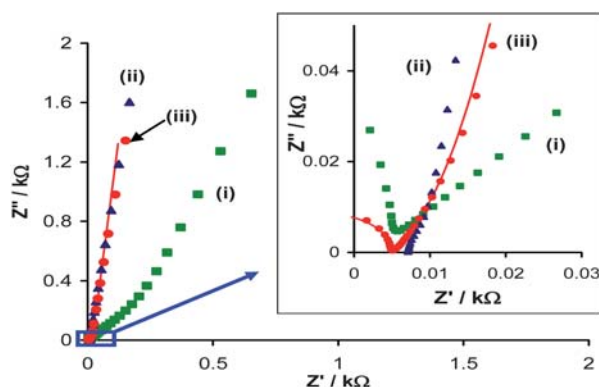 2
1.6
1.2
0.8
0.4
0
Z'' / kΩ
(ii)
(iii)
(i)
0
0.5
1
1.5
2
Z' / kΩ
0.04
0.02
0
Z'' / kΩ
(ii)
(iii)
(i)
0
0.01
0.02
0.03
Z' / kΩ